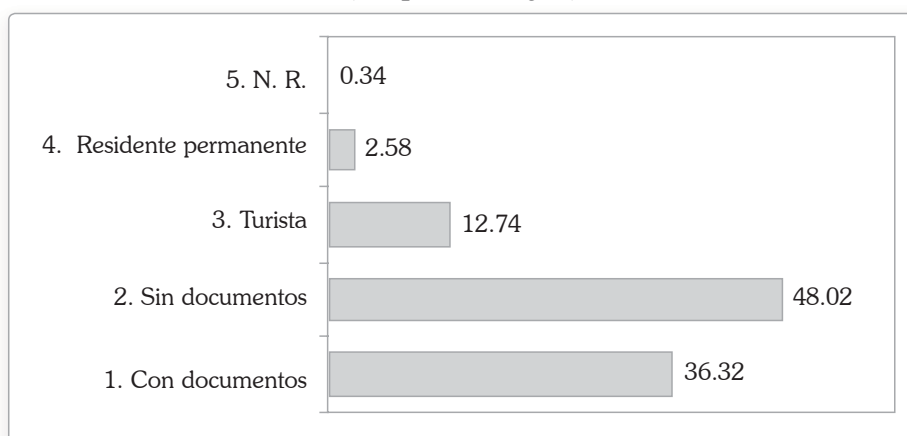 5. N. R. 0.34
4. Residente permanente 2.58
3. Turista 12.74
2. Sin documentos 48.02
1. Con documentos 36.32